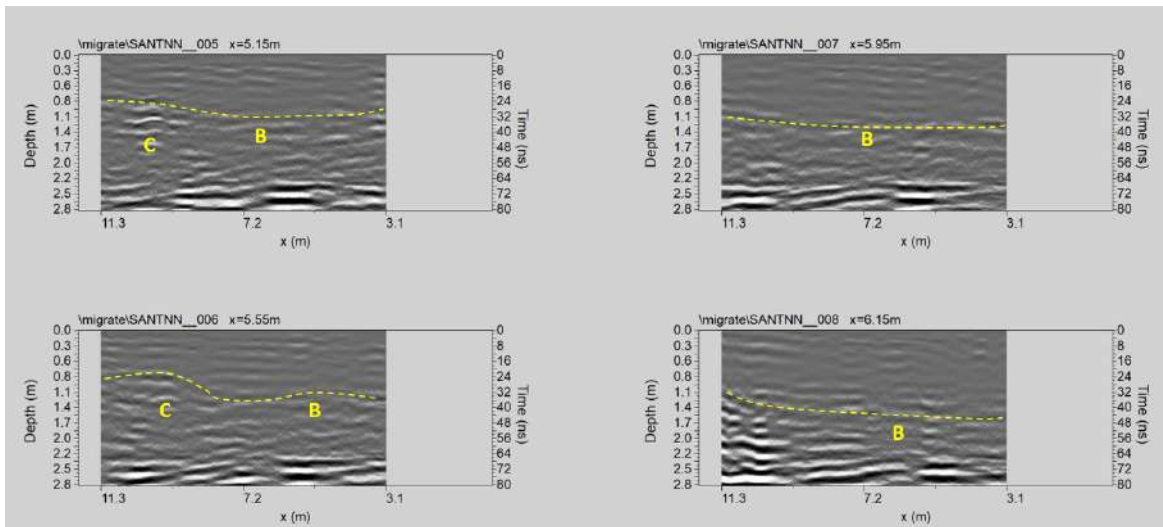 \migrate\SANTNN__005 x=5.15m
0.0 0
0.3 8
0.6 16
0.8 24
1.1 32
1.4 40
1.7 48
2.0 56
2.2 64
2.5 72
2.8 80
Depth (m)
Time (ns)
C
B
11.3 7.2 3.1
x (m)
\migrate\SANTNN__007 x=5.95m
0.0 0
0.3 8
0.6 16
0.8 24
1.1 32
1.4 40
1.7 48
2.0 56
2.2 64
2.5 72
2.8 80
Depth (m)
Time (ns)
B
11.3 7.2 3.1
x (m)
\migrate\SANTNN__006 x=5.55m
0.0 0
0.3 8
0.6 16
0.8 24
1.1 32
1.4 40
1.7 48
2.0 56
2.2 64
2.5 72
2.8 80
Depth (m)
Time (ns)
C
B
11.3 7.2 3.1
x (m)
\migrate\SANTNN__008 x=6.15m
0.0 0
0.3 8
0.6 16
0.8 24
1.1 32
1.4 40
1.7 48
2.0 56
2.2 64
2.5 72
2.8 80
Depth (m)
Time (ns)
B
11.3 7.2 3.1
x (m)